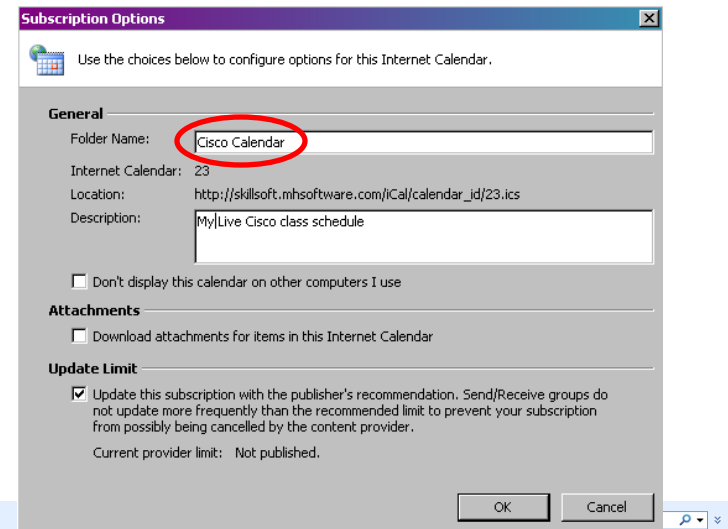 Subscription Options
Use the choices below to configure options for this Internet Calendar.
General
Folder Name: Cisco Calendar
Internet Calendar: 23
Location: http://skillsoft.mhsoftware.com/iCal/calendar_id/23.ics
Description: My Live Cisco class schedule
Don't display this calendar on other computers I use
Attachments
Download attachments for items in this Internet Calendar
Update Limit
Update this subscription with the publisher's recommendation. Send/Receive groups do
not update more frequently than the recommended limit to prevent your subscription
from possibly being cancelled by the content provider.
Current provider limit: Not published.
OK Cancel